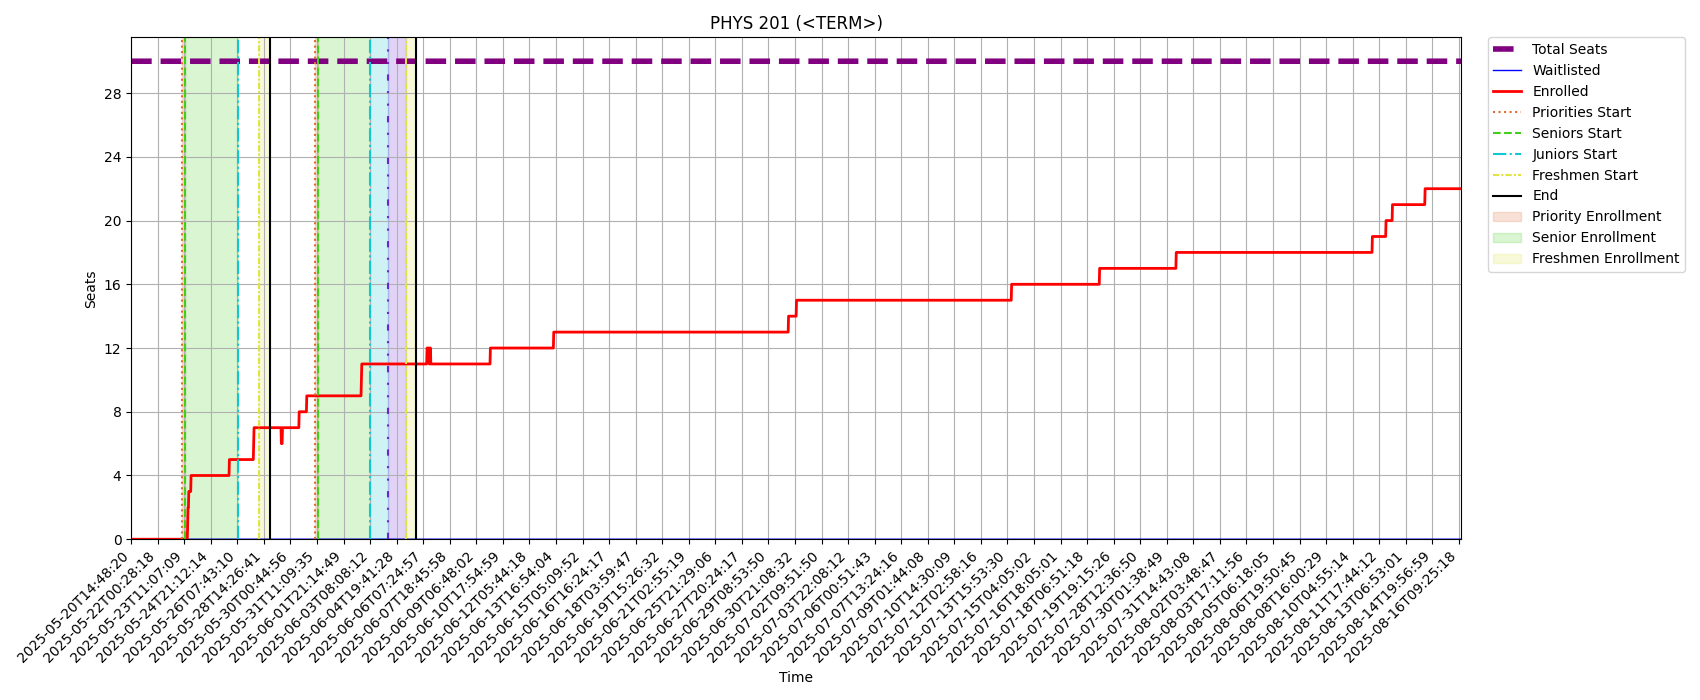 PHYS 201 (<TERM>)
Total Seats
Waitlisted
Enrolled
Priorities Start
Seniors Start
Juniors Start
Freshmen Start
End
Priority Enrollment
Senior Enrollment
Freshmen Enrollment
Seats
28
24
20
16
12
8
4
0
2025-05-20T14:48:20
2025-05-22T00:28:18
2025-05-23T11:07:09
2025-05-24T21:12:14
2025-05-26T07:43:10
2025-05-28T14:26:41
2025-05-30T00:44:56
2025-05-31T11:09:35
2025-06-01T21:14:49
2025-06-03T08:08:12
2025-06-04T19:41:28
2025-06-06T07:24:57
2025-06-07T18:45:58
2025-06-09T06:48:02
2025-06-10T17:54:59
2025-06-12T05:44:18
2025-06-13T16:54:04
2025-06-15T05:09:52
2025-06-16T16:24:17
2025-06-18T03:59:47
2025-06-19T15:26:32
2025-06-21T02:55:19
2025-06-25T21:29:06
2025-06-27T20:24:17
2025-06-29T08:53:50
2025-06-30T21:08:32
2025-07-02T09:51:50
2025-07-03T22:08:12
2025-07-06T00:51:43
2025-07-07T13:24:16
2025-07-09T01:44:08
2025-07-10T14:30:09
2025-07-12T02:58:16
2025-07-13T15:53:30
2025-07-15T04:05:02
2025-07-16T18:05:01
2025-07-18T06:51:18
2025-07-19T19:15:26
2025-07-28T12:36:50
2025-07-30T01:38:49
2025-07-31T14:43:08
2025-08-02T03:48:47
2025-08-03T17:11:56
2025-08-05T06:18:05
2025-08-06T19:50:45
2025-08-08T16:00:29
2025-08-10T04:55:14
2025-08-11T17:44:12
2025-08-13T06:53:01
2025-08-14T19:56:59
2025-08-16T09:25:18
Time